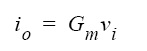 i_o = G_m v_i